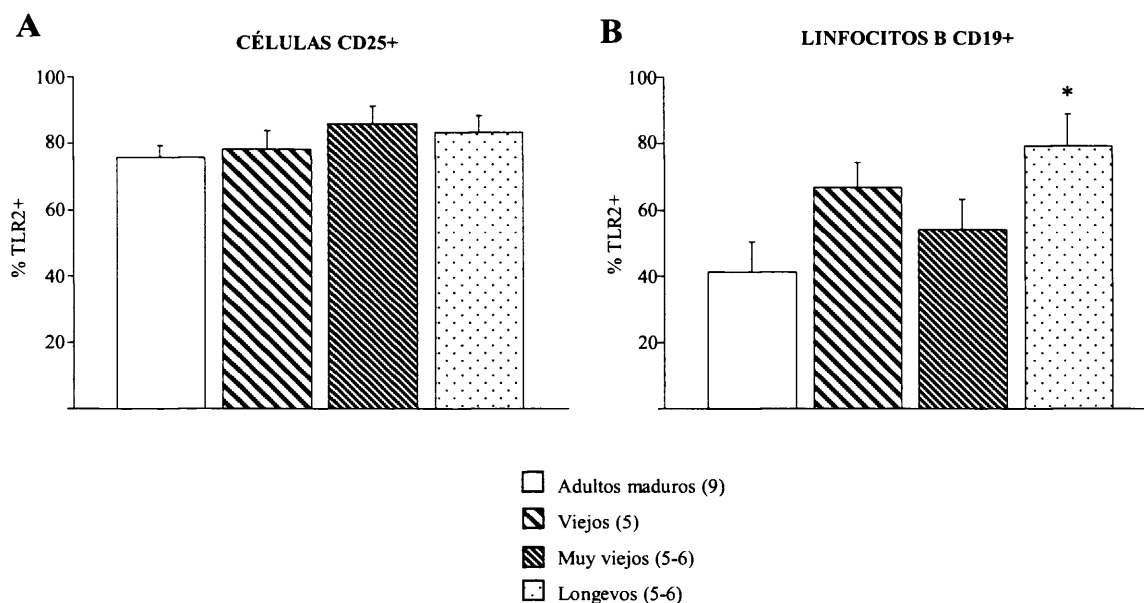 A
CÉLULAS CD25+
100
80
60
40
20
% TLR2+
B
LINFOCITOS B CD19+
100
80
60
40
20
% TLR2+
*
Adultos maduros (9)
Viejos (5)
Muy viejos (5-6)
Longevos (5-6)